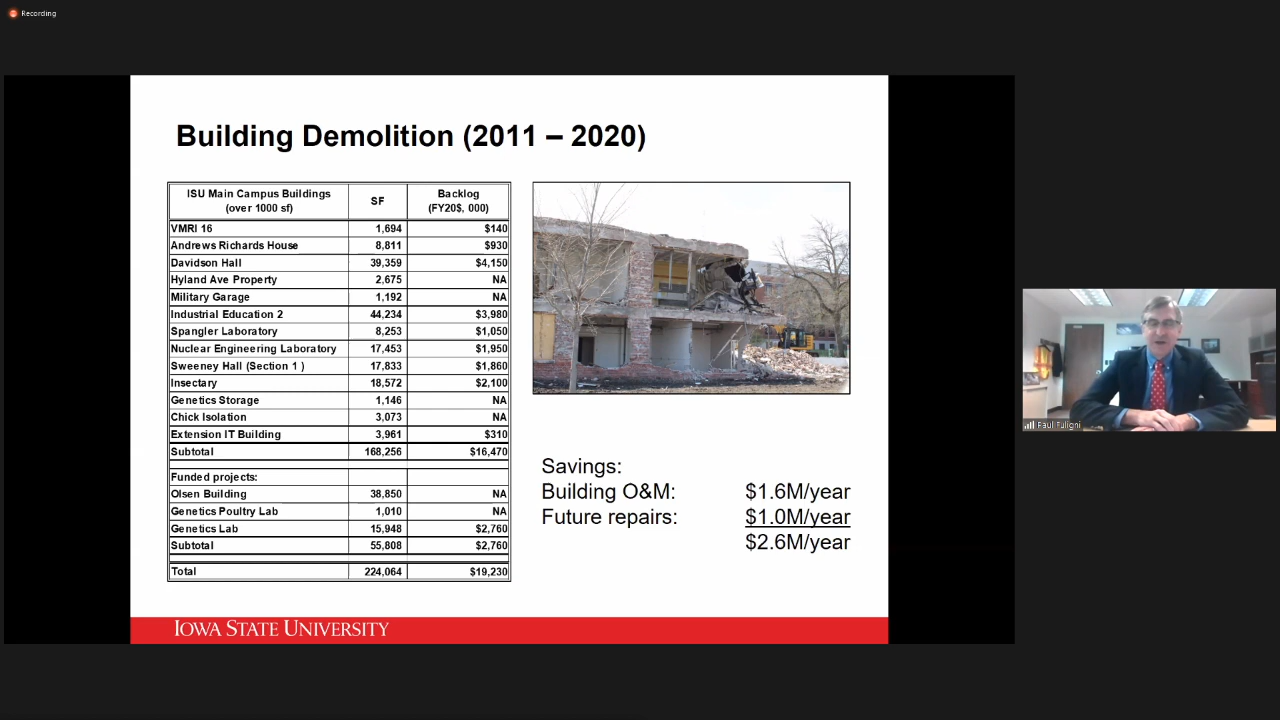 Recording
Building Demolition (2011 – 2020)
ISU Main Campus Buildings (over 1000 sf) SF Backlog (FY20$, 000)
VMRI 16 1,694 $140
Andrews Richards House 8,811 $930
Davidson Hall 39,359 $4,150
Hyland Ave Property 2,675 NA
Military Garage 1,192 NA
Industrial Education 2 44,234 $3,980
Spangler Laboratory 8,253 $1,050
Nuclear Engineering Laboratory 17,453 $1,950
Sweeney Hall (Section 1 ) 17,833 $1,860
Insectary 18,572 $2,100
Genetics Storage 1,146 NA
Chick Isolation 3,073 NA
Extension IT Building 3,961 $310
Subtotal 168,256 $16,470
Funded projects:
Olsen Building 38,850 NA
Genetics Poultry Lab 1,010 NA
Genetics Lab 15,948 $2,760
Subtotal 55,808 $2,760
Total 224,064 $19,230
Savings:
Building O&M: $1.6M/year
Future repairs: $1.0M/year
$2.6M/year
IOWA STATE UNIVERSITY
Paul Fuligni